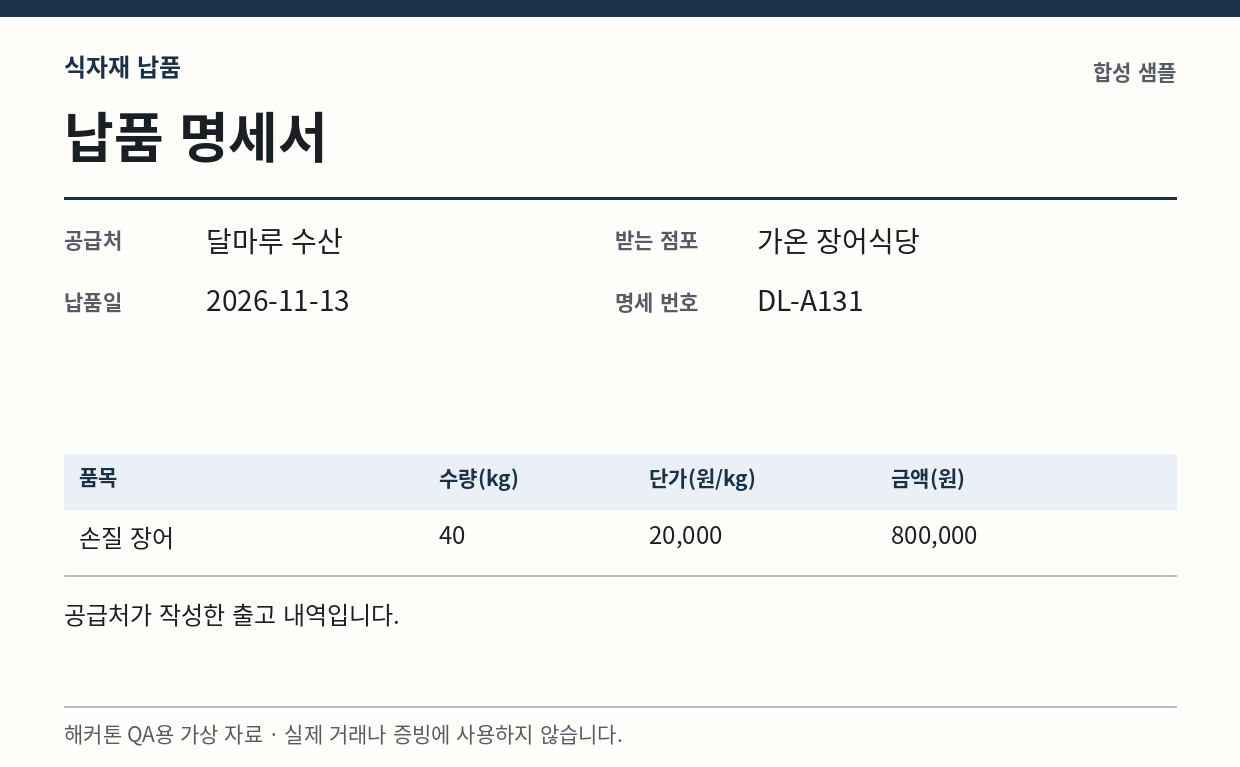 식자재 납품
합성 샘플
납품 명세서
공급처 달마루 수산 받는 점포 가온 장어식당
납품일 2026-11-13 명세 번호 DL-A131
품목 수량(kg) 단가(원/kg) 금액(원)
손질 장어 40 20,000 800,000
공급처가 작성한 출고 내역입니다.
해커톤 QA용 가상 자료 · 실제 거래나 증빙에 사용하지 않습니다.